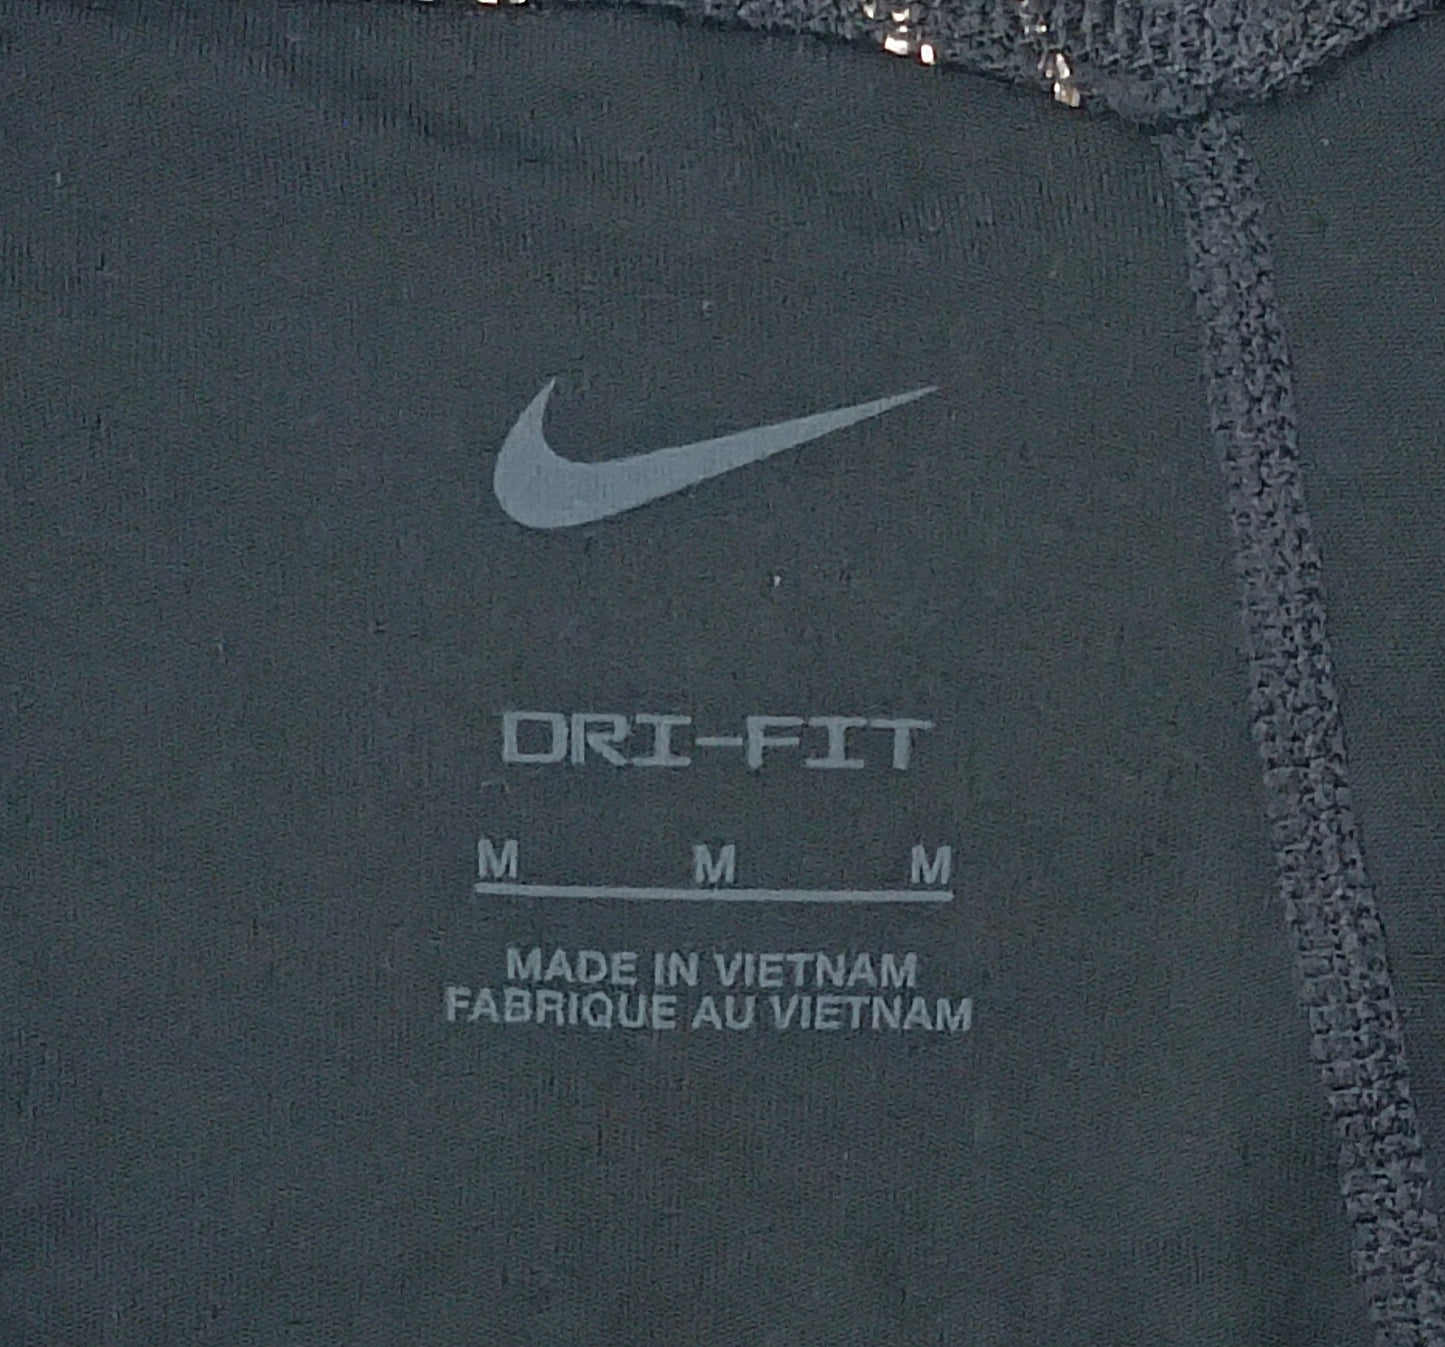 DRI-FIT
M M M
MADE IN VIETNAM
FABRIQUE AU VIETNAM